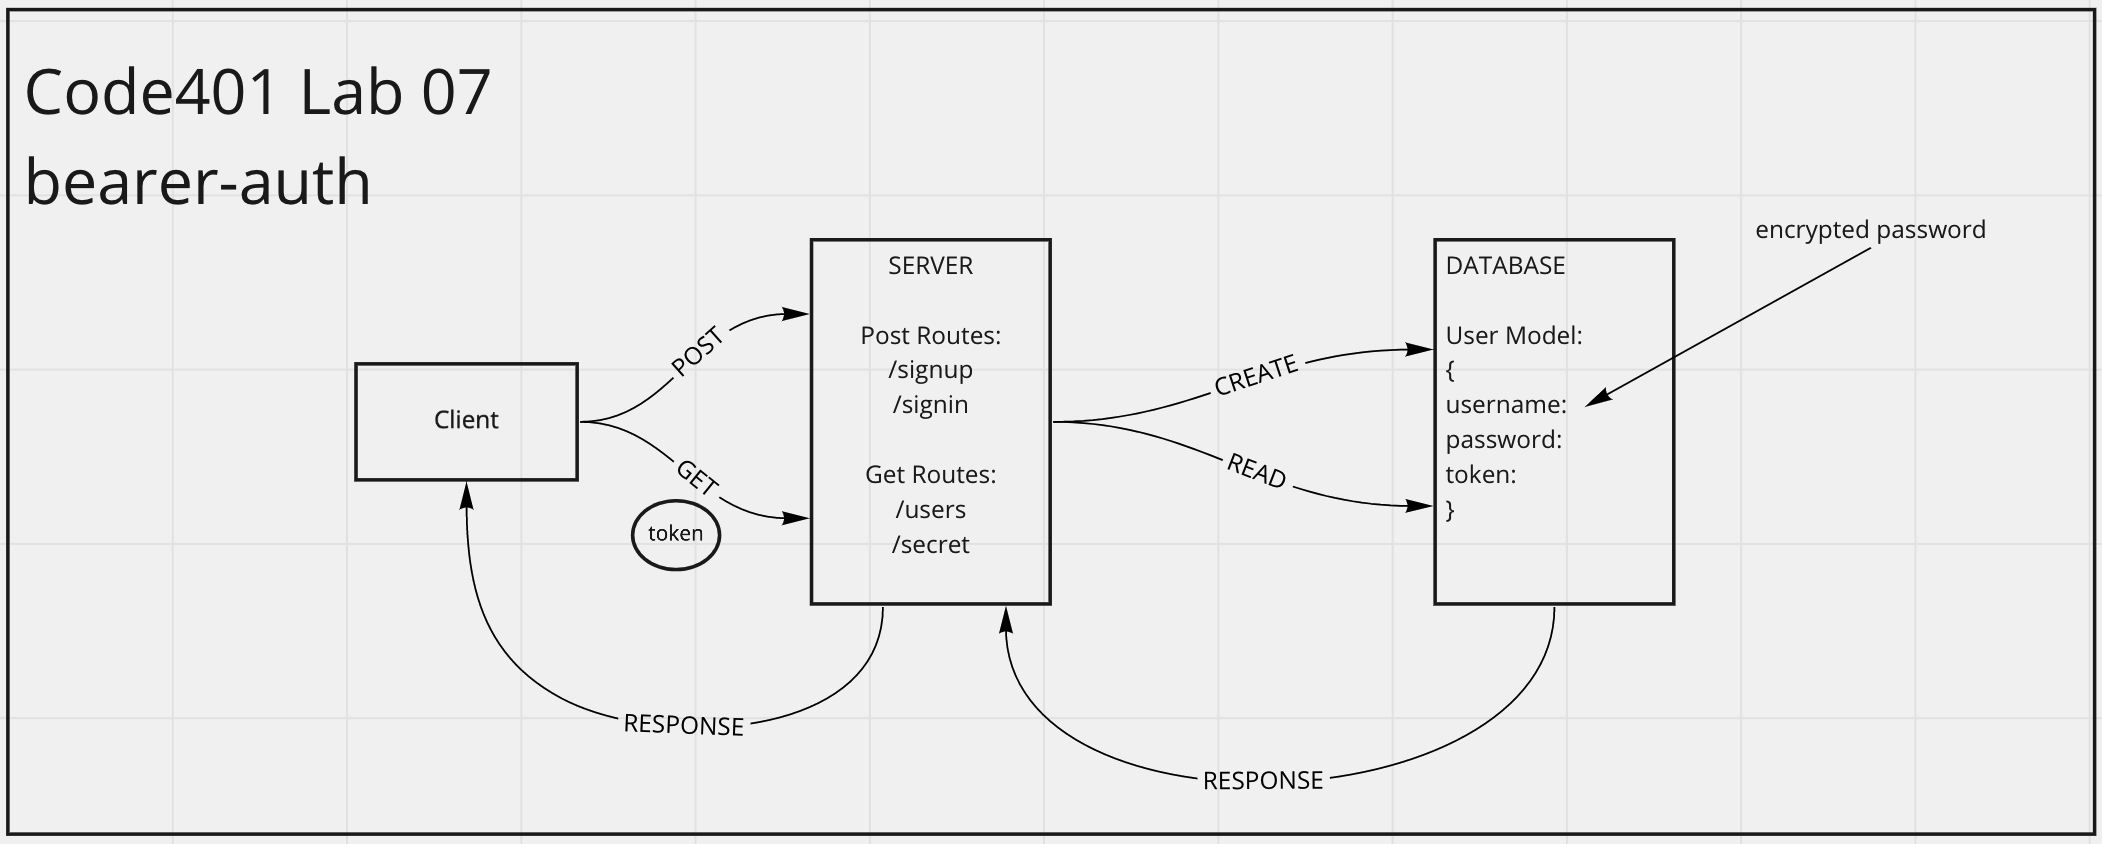 Code401 Lab 07
bearer-auth
Client
POST
GET
token
SERVER
Post Routes:
/signup
/signin
Get Routes:
/users
/secret
CREATE
READ
DATABASE
User Model:
{
username:
password:
token:
}
encrypted password
RESPONSE
RESPONSE